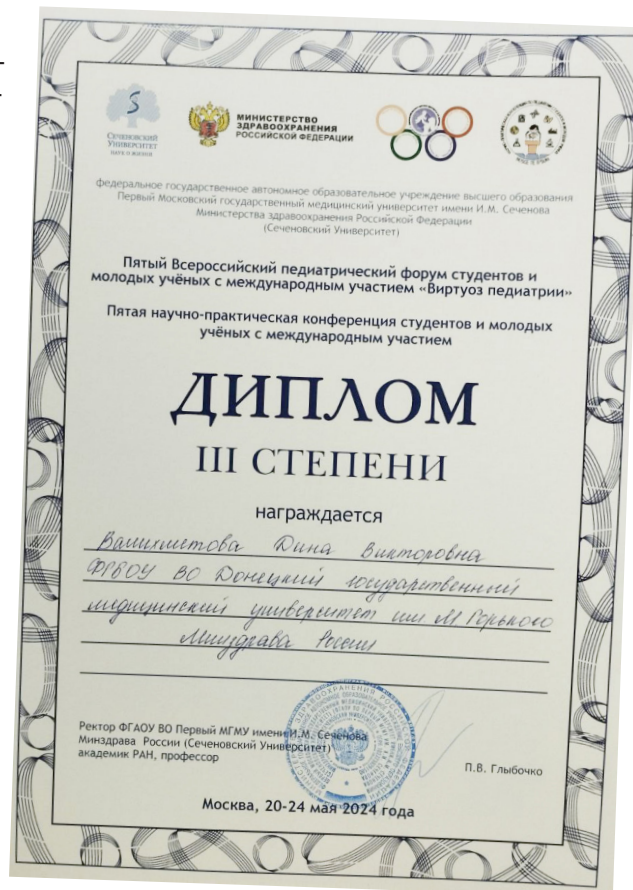 S
СЕЧЕНОВСКИЙ
УНИВЕРСИТЕТ
НАУК О ЖИЗНИ
МИНИСТЕРСТВО
ЗДРАВООХРАНЕНИЯ
РОССИЙСКОЙ ФЕДЕРАЦИИ
федеральное государственное автономное образовательное учреждение высшего образования
Первый Московский государственный медицинский университет имени И.М. Сеченова
Министерства здравоохранения Российской Федерации
(Сеченовский Университет)
Пятый Всероссийский педиатрический форум студентов и
молодых учёных с международным участием «Виртуоз педиатрии»
Пятая научно-практическая конференция студентов и молодых
учёных с международным участием
ДИПЛОМ
III СТЕПЕНИ
награждается
Дина Викторовна
ФГБОУ ВО Донецкий государственный
медицинский университет им М Горького
Минздрава России
Ректор ФГАОУ ВО Первый МГМУ имени И.М. Сеченова
Минздрава России (Сеченовский Университет)
академик РАН, профессор
П.В. Глыбочко
Москва, 20-24 мая 2024 года